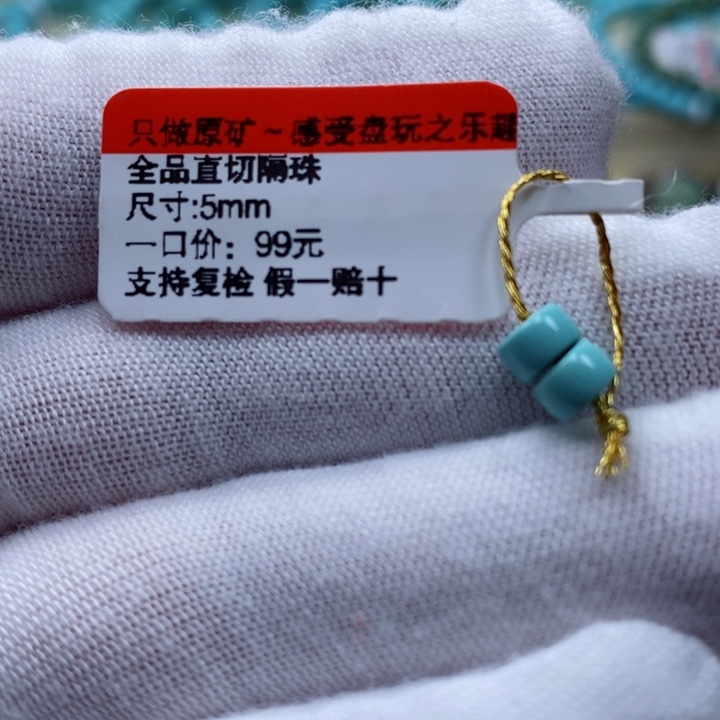 只做原矿~感受盘玩之乐趣
全品直切隔珠
尺寸:5mm
一口价：99元
支持复检 假一赔十